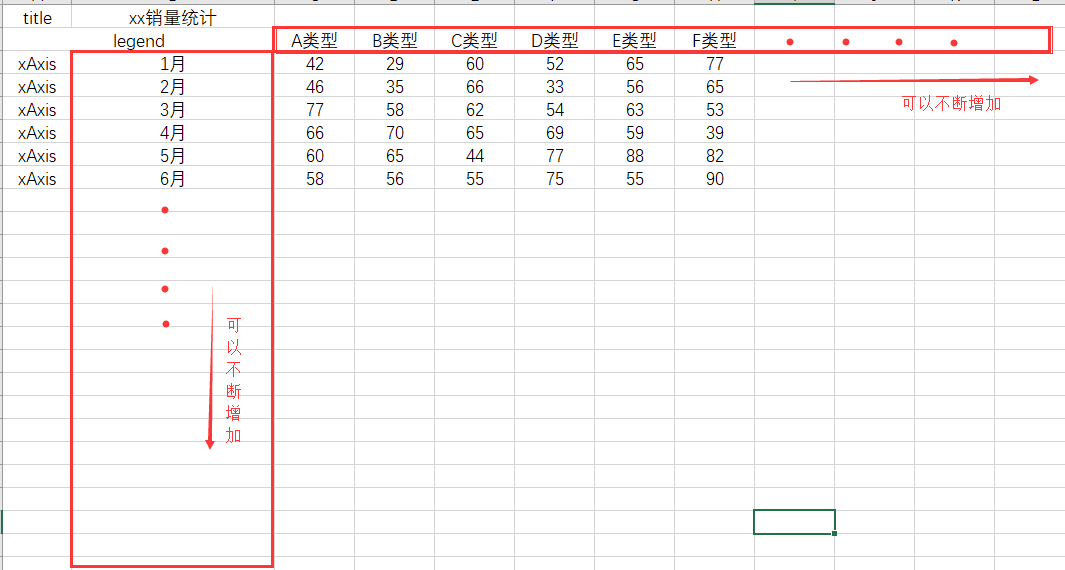 title xx销量统计
legend A类型 B类型 C类型 D类型 E类型 F类型
xAxis 1月 42 29 60 52 65 77
xAxis 2月 46 35 66 33 56 65
xAxis 3月 77 58 62 54 63 53
xAxis 4月 66 70 65 69 59 39
xAxis 5月 60 65 44 77 88 82
xAxis 6月 58 56 55 75 55 90
可以不断增加
可以不断增加